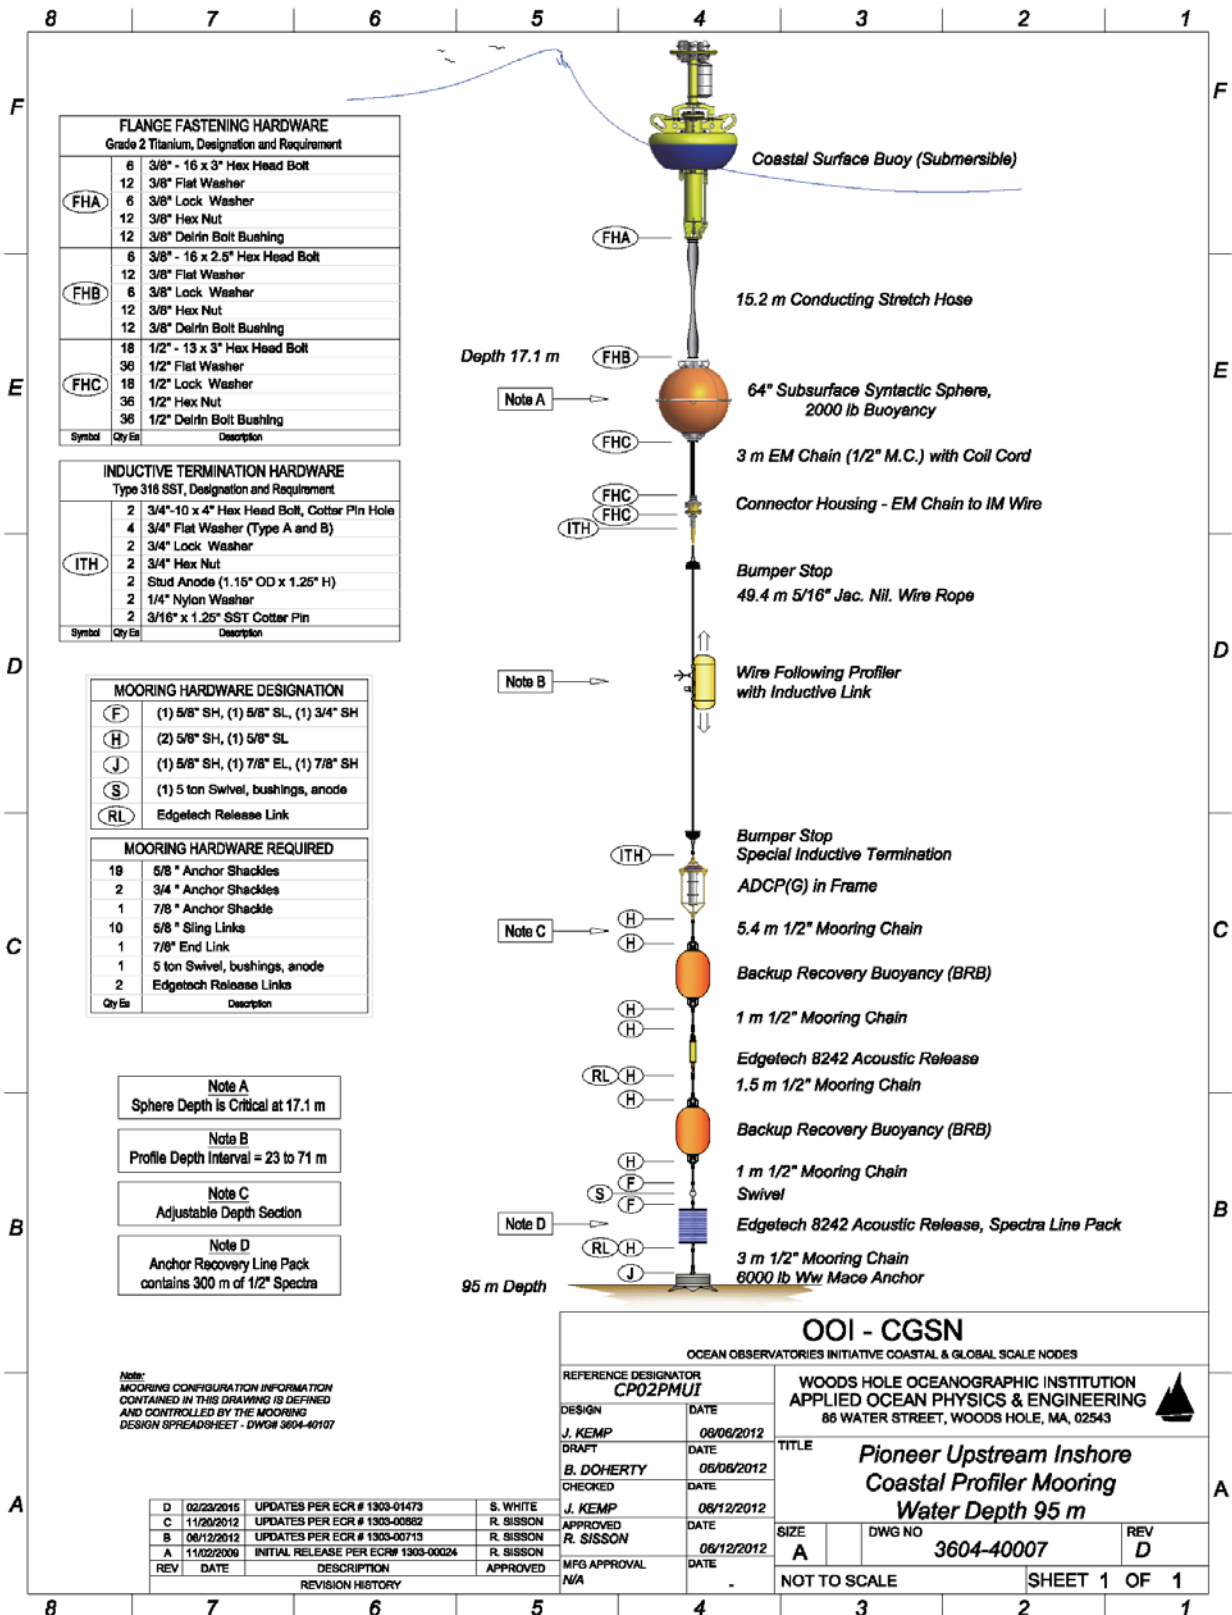 8 7 6 5 4 3 2 1
F F
FLANGE FASTENING HARDWARE
Grade 2 Titanium, Designation and Requirement
FHA
6 3/8" - 16 x 3" Hex Head Bolt
12 3/8" Flat Washer
6 3/8" Lock Washer
12 3/8" Hex Nut
12 3/8" Delrin Bolt Bushing
FHB
6 3/8" - 16 x 2.5" Hex Head Bolt
12 3/8" Flat Washer
6 3/8" Lock Washer
12 3/8" Hex Nut
12 3/8" Delrin Bolt Bushing
FHC
18 1/2" - 13 x 3" Hex Head Bolt
36 1/2" Flat Washer
18 1/2" Lock Washer
36 1/2" Hex Nut
36 1/2" Delrin Bolt Bushing
Symbol Qty Ea Description
INDUCTIVE TERMINATION HARDWARE
Type 316 SST, Designation and Requirement
ITH
2 3/4"-10 x 4" Hex Head Bolt, Cotter Pin Hole
4 3/4" Flat Washer (Type A and B)
2 3/4" Lock Washer
2 3/4" Hex Nut
2 Stud Anode (1.15" OD x 1.25" H)
2 1/4" Nylon Washer
2 3/16" x 1.25" SST Cotter Pin
Symbol Qty Ea Description
MOORING HARDWARE DESIGNATION
F (1) 5/8" SH, (1) 5/8" SL, (1) 3/4" SH
H (2) 5/8" SH, (1) 5/8" SL
J (1) 5/8" SH, (1) 7/8" EL, (1) 7/8" SH
S (1) 5 ton Swivel, bushings, anode
RL Edgetech Release Link
MOORING HARDWARE REQUIRED
19 5/8 " Anchor Shackles
2 3/4 " Anchor Shackles
1 7/8 " Anchor Shackle
10 5/8 " Sling Links
1 7/8" End Link
1 5 ton Swivel, bushings, anode
2 Edgetech Release Links
Qty Ea Description
Note A
Sphere Depth is Critical at 17.1 m
Note B
Profile Depth Interval = 23 to 71 m
Note C
Adjustable Depth Section
Note D
Anchor Recovery Line Pack
contains 300 m of 1/2" Spectra
Note:
MOORING CONFIGURATION INFORMATION
CONTAINED IN THIS DRAWING IS DEFINED
AND CONTROLLED BY THE MOORING
DESIGN SPREADSHEET - DWG# 3604-40107
Coastal Surface Buoy (Submersible)
FHA
15.2 m Conducting Stretch Hose
Depth 17.1 m FHB
E E
Note A
64" Subsurface Syntactic Sphere,
2000 lb Buoyancy
FHC
3 m EM Chain (1/2" M.C.) with Coil Cord
FHC
Connector Housing - EM Chain to IM Wire
FHC
ITH
Bumper Stop
49.4 m 5/16" Jac. Nil. Wire Rope
D D
Note B
Wire Following Profiler
with Inductive Link
Bumper Stop
ITH Special Inductive Termination
ADCP(G) in Frame
H
Note C 5.4 m 1/2" Mooring Chain
C C
H
Backup Recovery Buoyancy (BRB)
H
1 m 1/2" Mooring Chain
H
Edgetech 8242 Acoustic Release
RL H
1.5 m 1/2" Mooring Chain
H
Backup Recovery Buoyancy (BRB)
H
1 m 1/2" Mooring Chain
F
S Swivel
F
B B
Note D Edgetech 8242 Acoustic Release, Spectra Line Pack
RL H
3 m 1/2" Mooring Chain
J 6000 lb Ww Mace Anchor
95 m Depth
OOI - CGSN
OCEAN OBSERVATORIES INITIATIVE COASTAL & GLOBAL SCALE NODES
REFERENCE DESIGNATOR
CP02PMUI
WOODS HOLE OCEANOGRAPHIC INSTITUTION
APPLIED OCEAN PHYSICS & ENGINEERING
86 WATER STREET, WOODS HOLE, MA, 02543
DESIGN DATE
J. KEMP 06/06/2012
DRAFT DATE
B. DOHERTY 06/06/2012
CHECKED DATE
J. KEMP 06/12/2012
APPROVED DATE
R. SISSON 06/12/2012
MFG APPROVAL DATE
N/A -
TITLE
Pioneer Upstream Inshore
Coastal Profiler Mooring
Water Depth 95 m
A A
SIZE DWG NO REV
A 3604-40007 D
NOT TO SCALE SHEET 1 OF 1
D 02/23/2015 UPDATES PER ECR # 1303-01473 S. WHITE
C 11/20/2012 UPDATES PER ECR # 1303-00882 R. SISSON
B 06/12/2012 UPDATES PER ECR # 1303-00713 R. SISSON
A 11/02/2009 INITIAL RELEASE PER ECR# 1303-00024 R. SISSON
REV DATE DESCRIPTION APPROVED
REVISION HISTORY
8 7 6 5 4 3 2 1